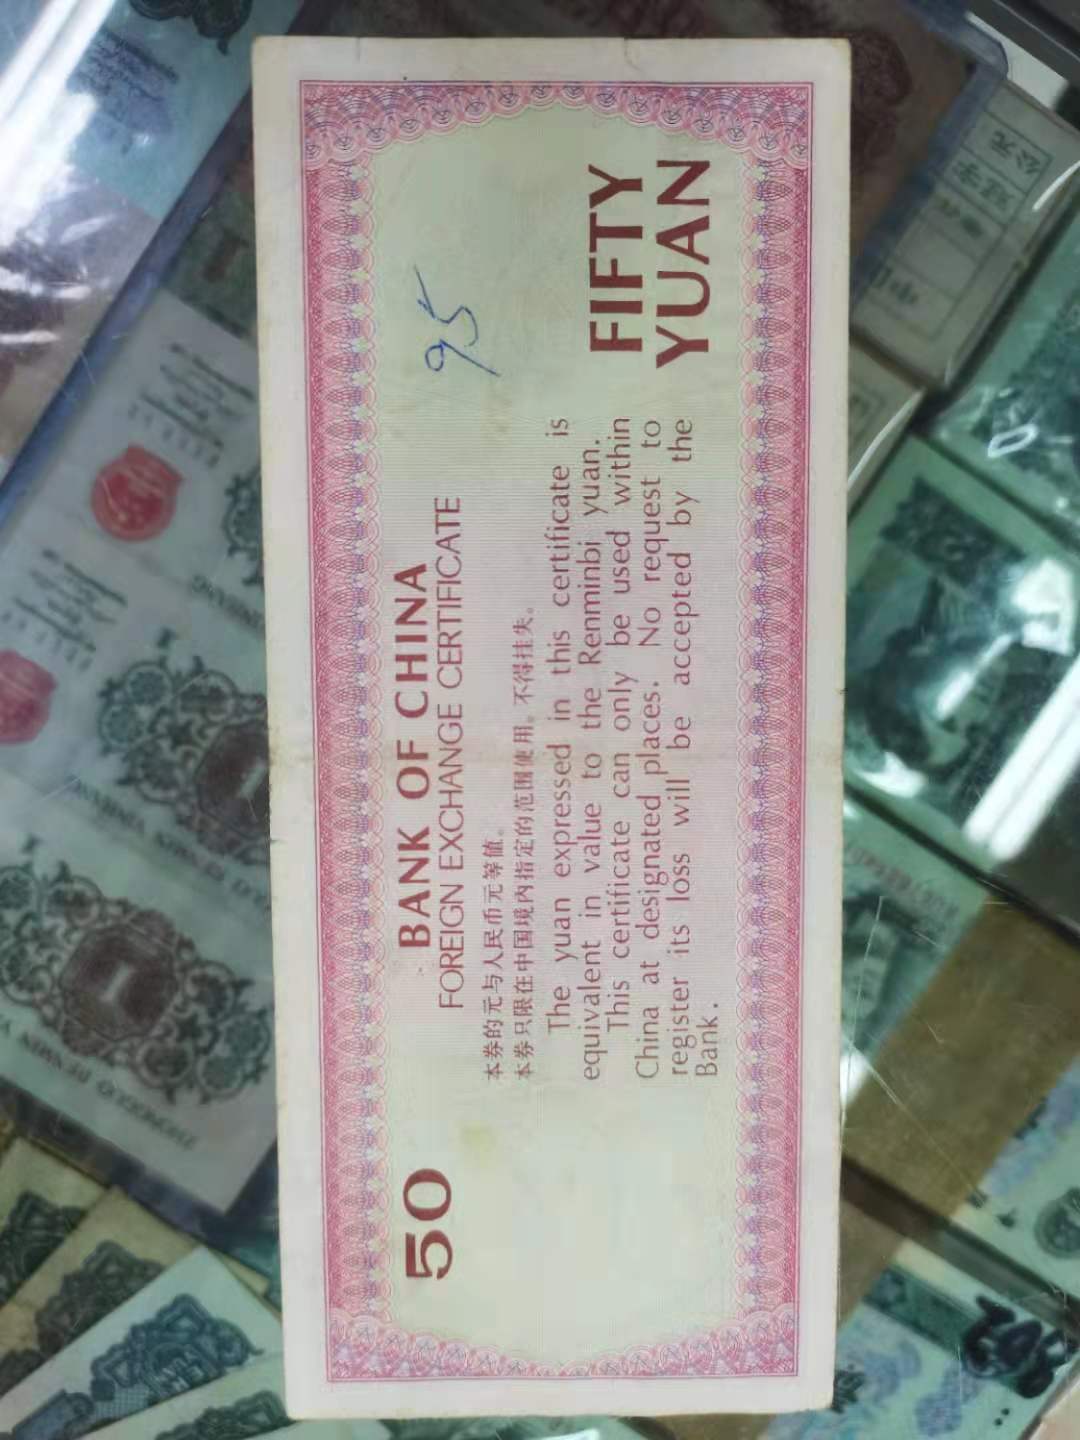 BANK OF CHINA
FOREIGN EXCHANGE CERTIFICATE
50
95
本券的元与人民币元等值。
本券只限在中国境内指定的范围使用。不得挂失。
The yuan expressed in this certificate is
equivalent in value to the Renminbi yuan.
This certificate can only be used within
China at designated places. No request to
register its loss will be accepted by the
Bank.
FIFTY
YUAN